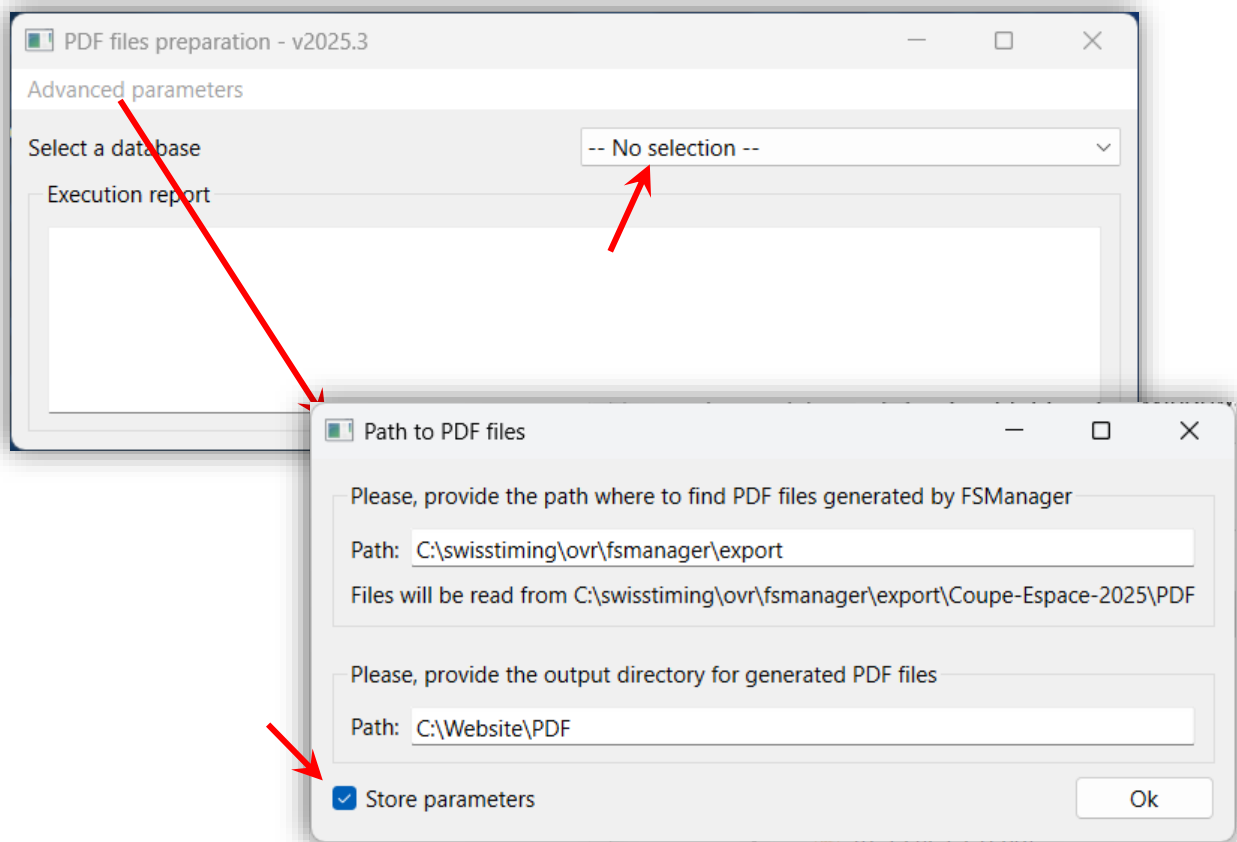 PDF files preparation - v2025.3
Advanced parameters
Select a database
-- No selection --
Execution report
Path to PDF files
Please, provide the path where to find PDF files generated by FSManager
Path: C:\swisstiming\ovr\fsmanager\export
Files will be read from C:\swisstiming\ovr\fsmanager\export\Coupe-Espace-2025\PDF
Please, provide the output directory for generated PDF files
Path: C:\Website\PDF
Store parameters
Ok